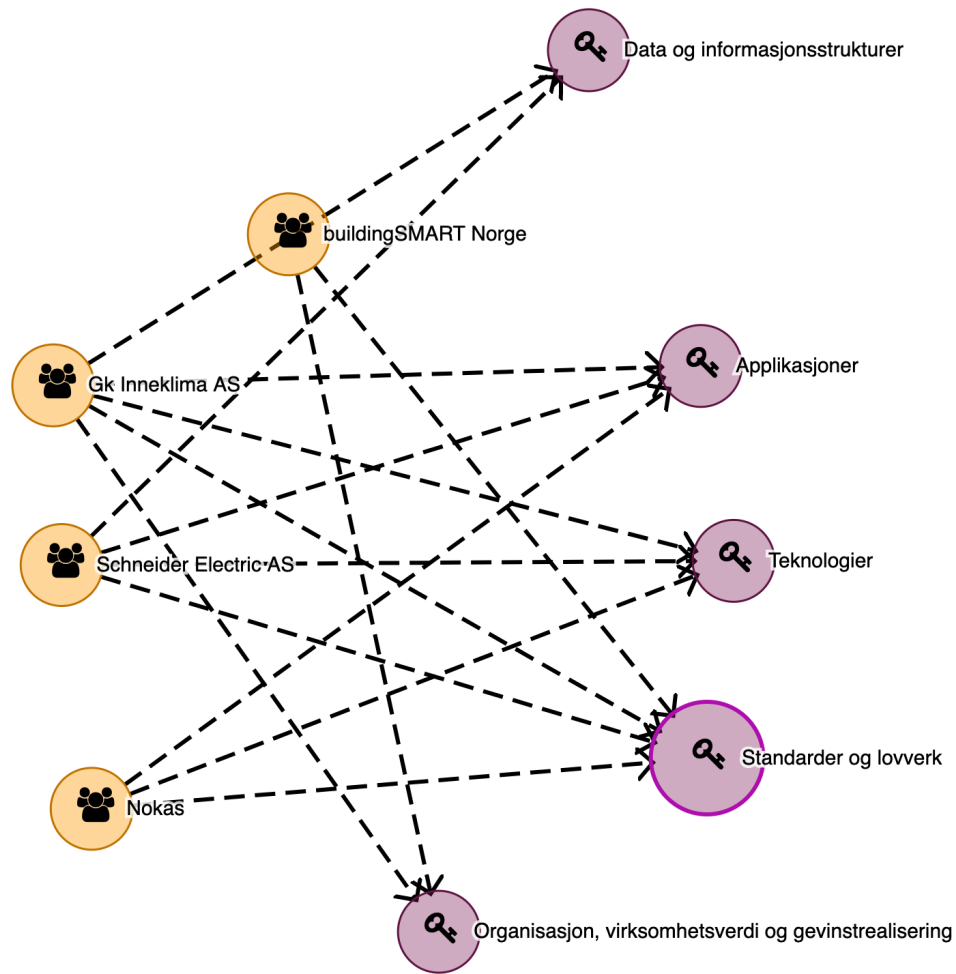 Data og informasjonsstrukturer
buildingSMART Norge
Applikasjoner
Gk Inneklima AS
Teknologier
Schneider Electric AS
Standarder og lovverk
Nokas
Organisasjon, virksomhetsverdi og gevinstrealisering